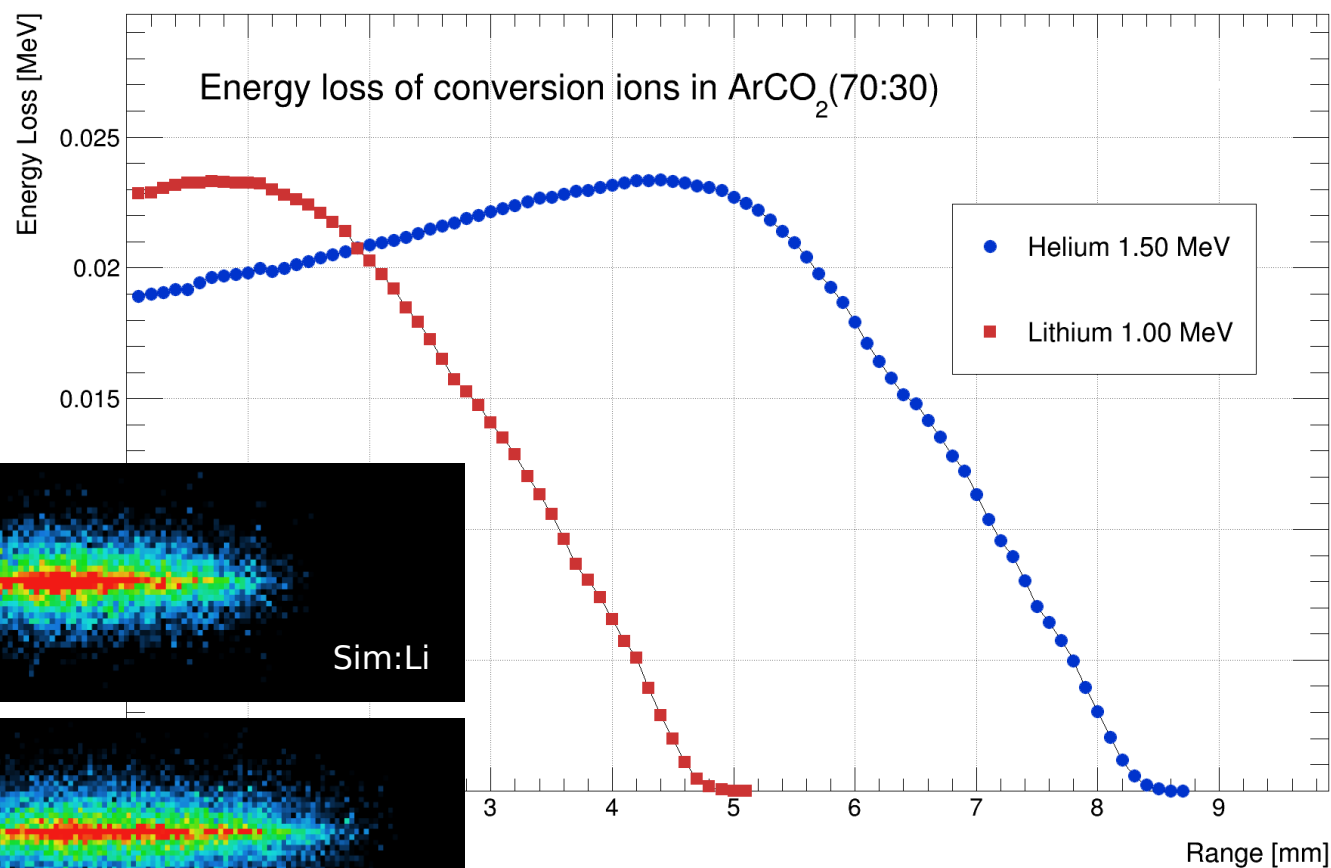 Energy Loss [MeV]
Energy loss of conversion ions in ArCO2(70:30)
0.025
0.02
0.015
Helium 1.50 MeV
Lithium 1.00 MeV
Sim:Li
3 4 5 6 7 8 9
Range [mm]